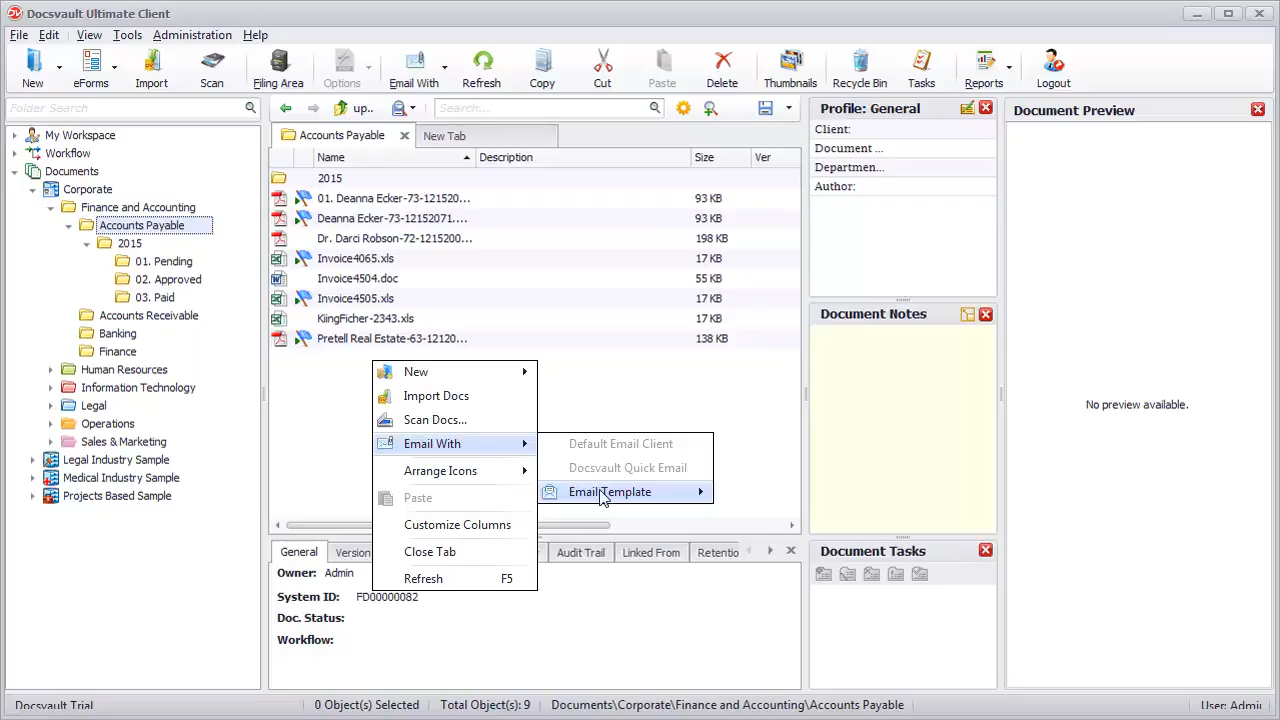 Docsvault Ultimate Client
File Edit View Tools Administration Help
New eForms Import Scan Filing Area Options Email With Refresh Copy Cut Paste Delete Thumbnails Recycle Bin Tasks Reports Logout
Folder Search
up..
Search...
My Workspace
Workflow
Documents
Corporate
Finance and Accounting
Accounts Payable
2015
01. Pending
02. Approved
03. Paid
Accounts Receivable
Banking
Finance
Human Resources
Information Technology
Legal
Operations
Sales & Marketing
Legal Industry Sample
Medical Industry Sample
Projects Based Sample
Accounts Payable New Tab
Name Description Size Ver
2015
01. Deanna Ecker-73-121520... 93 KB
Deanna Ecker-73-12152071.... 93 KB
Dr. Darci Robson-72-1215200... 198 KB
Invoice4065.xls 17 KB
Invoice4504.doc 55 KB
Invoice4505.xls 17 KB
KiingFicher-2343.xls 17 KB
Pretell Real Estate-63-12120... 138 KB
New
Import Docs
Scan Docs...
Email With
Arrange Icons
Paste
Customize Columns
Close Tab
Refresh F5
Default Email Client
Docsvault Quick Email
Email Template
General Version Audit Trail Linked From Retentio
Owner: Admin
System ID: FD00000082
Doc. Status:
Workflow:
Profile: General
Client:
Document ...
Departmen...
Author:
Document Notes
Document Tasks
Document Preview
No preview available.
Docsvault Trial 0 Object(s) Selected Total Object(s): 9 Documents\Corporate\Finance and Accounting\Accounts Payable User: Admi